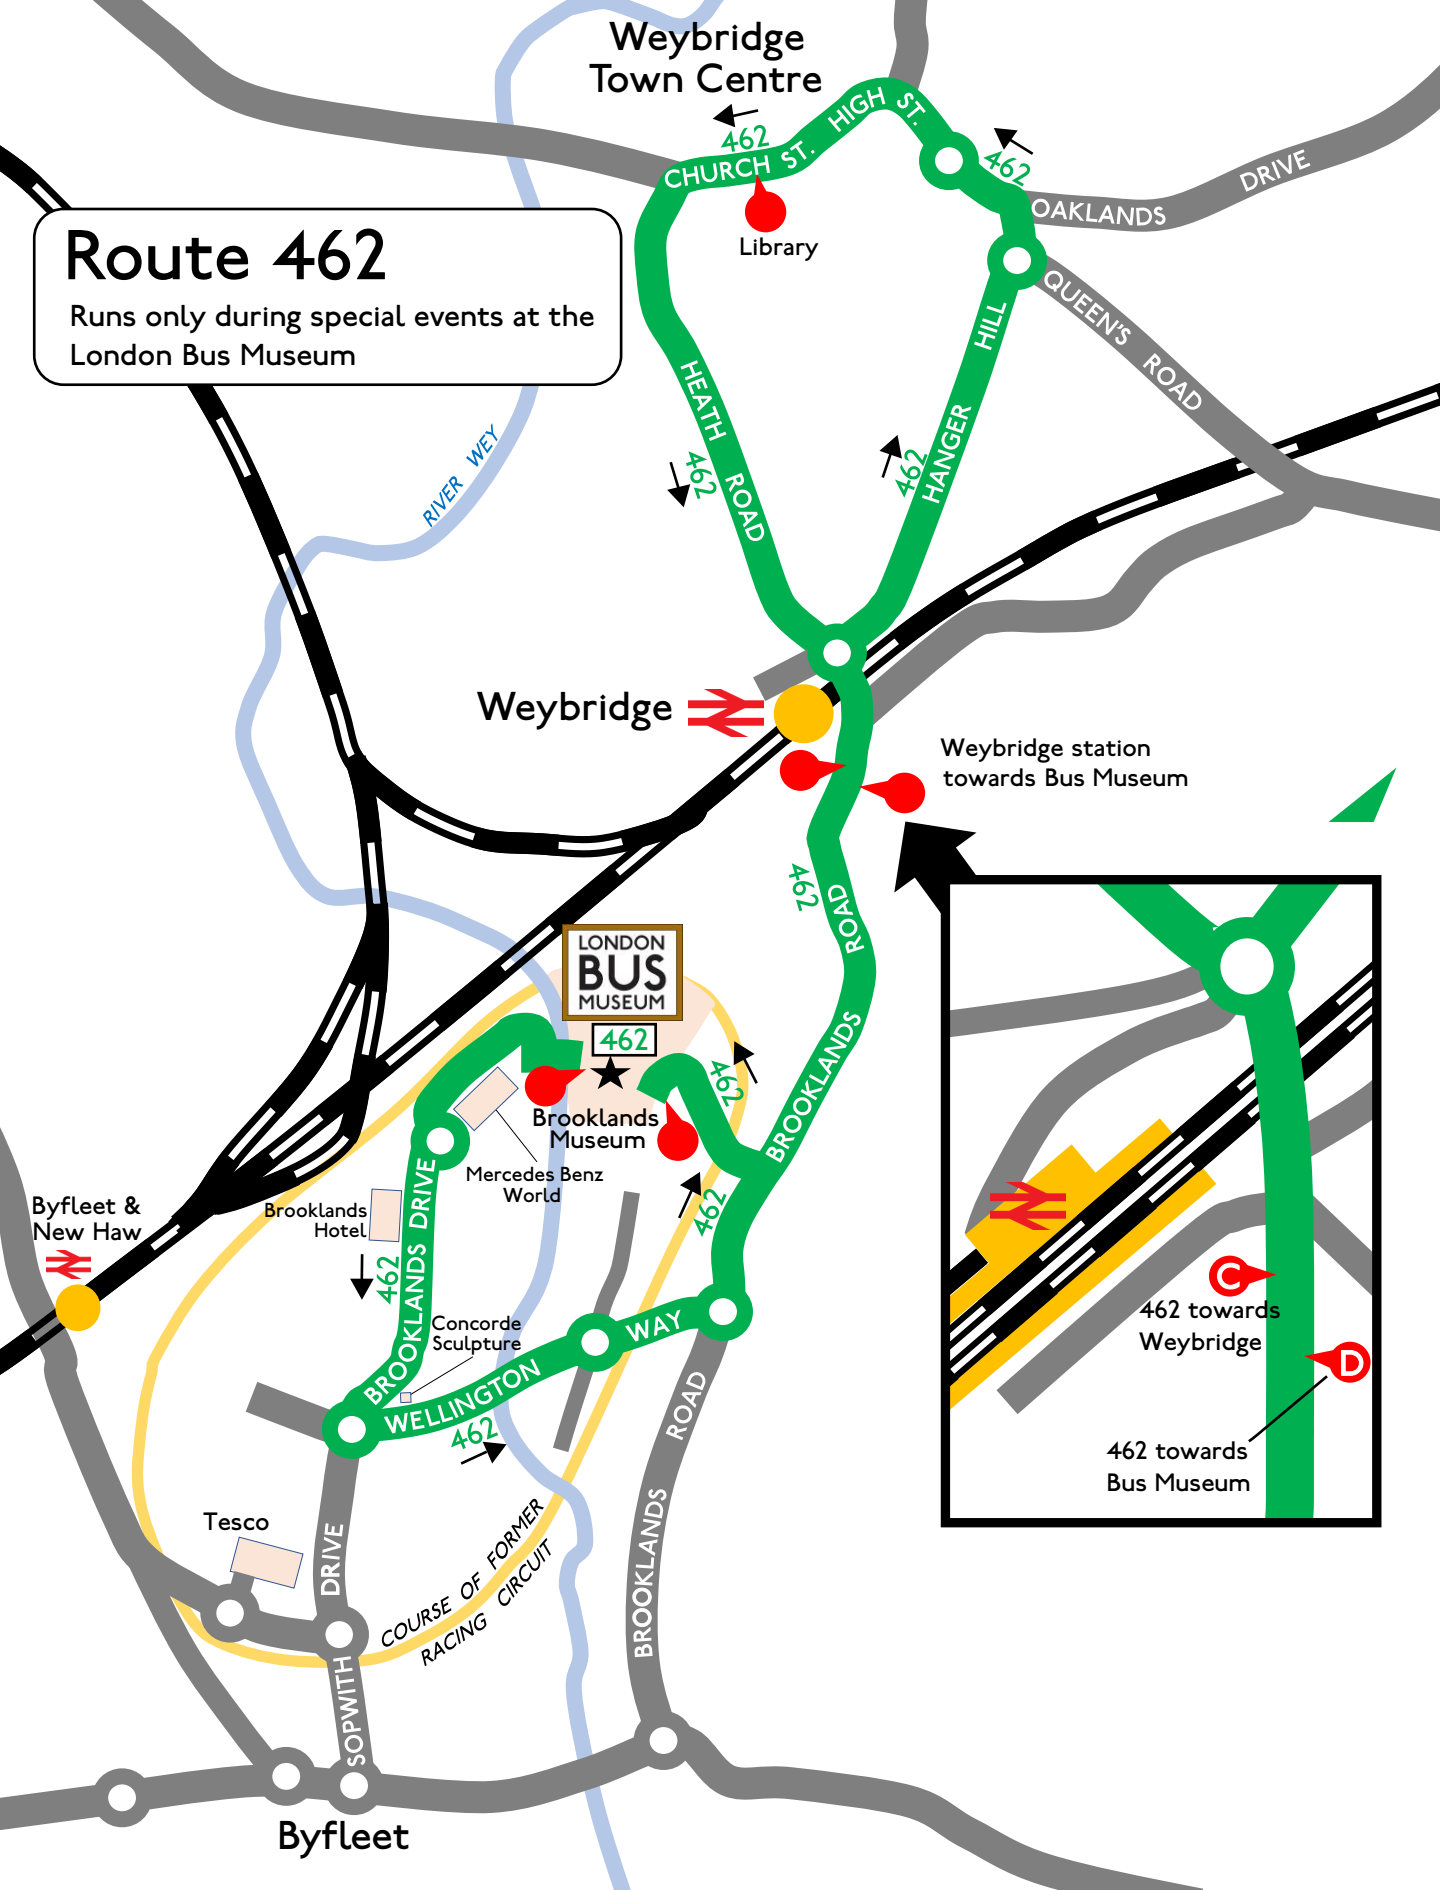 Weybridge
Town Centre
462
CHURCH ST. HIGH ST.
462
OAKLANDS DRIVE
Library
Route 462
Runs only during special events at the
London Bus Museum
QUEEN'S ROAD
HEATH ROAD
462
HANGER HILL
462
RIVER WEY
Weybridge
Weybridge station
towards Bus Museum
462
BROOKLANDS ROAD
LONDON
BUS
MUSEUM
462
462
Brooklands
Museum
Mercedes Benz
World
462
Byfleet &
New Haw
Brooklands
Hotel
BROOKLANDS DRIVE
462
Concorde
Sculpture
WELLINGTON WAY
462
C
462 towards
Weybridge
D
462 towards
Bus Museum
BROOKLANDS ROAD
Tesco
SOPWITH DRIVE
COURSE OF FORMER
RACING CIRCUIT
Byfleet